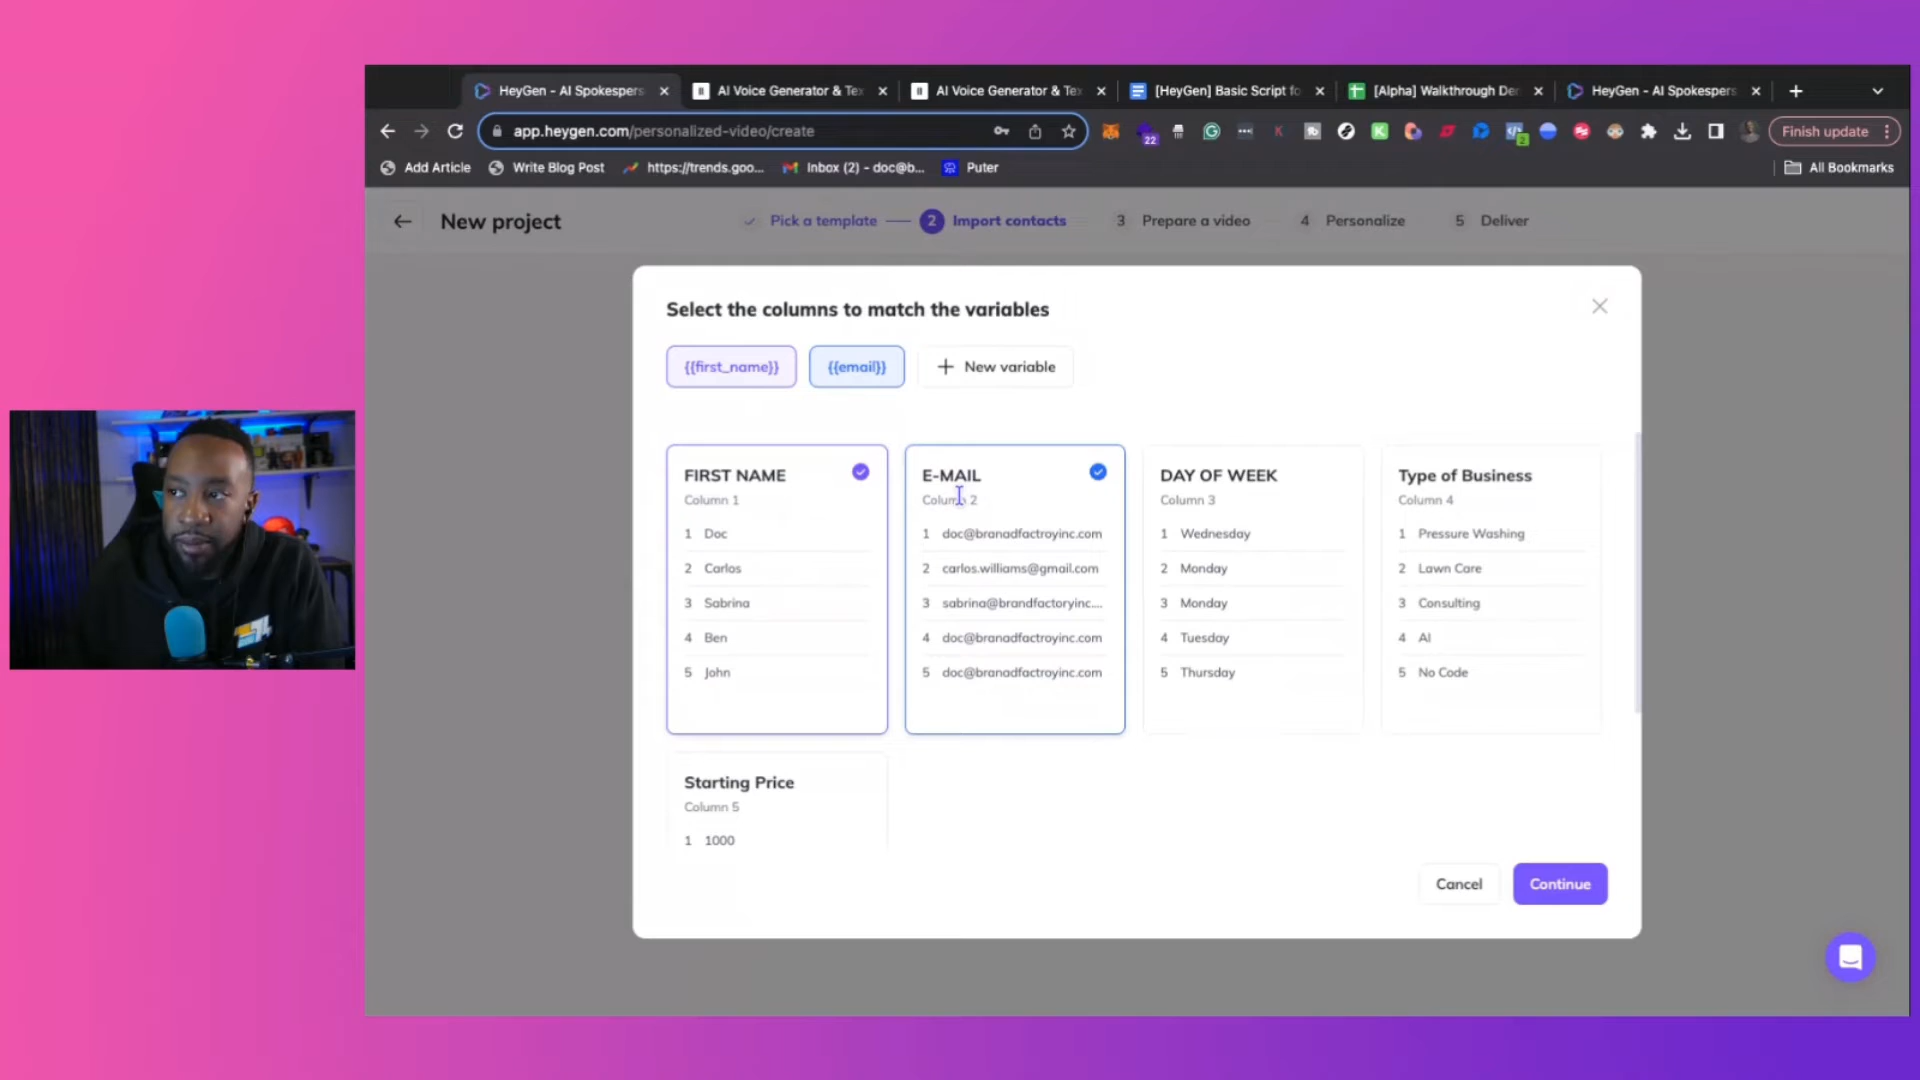 HeyGen - AI Spokespers
AI Voice Generator & Tex
AI Voice Generator & Tex
[HeyGen] Basic Script fo
[Alpha] Walkthrough De
HeyGen - AI Spokespers
app.heygen.com/personalized-video/create
22
2
Finish update
Add Article
Write Blog Post
https://trends.goo...
Inbox (2) - doc@b...
Puter
All Bookmarks
New project
Pick a template
2 Import contacts
3 Prepare a video
4 Personalize
5 Deliver
Select the columns to match the variables
{{first_name}}
{{email}}
+ New variable
FIRST NAME
Column 1
1 Doc
2 Carlos
3 Sabrina
4 Ben
5 John
E-MAIL
Column 2
1 doc@branadfactroyinc.com
2 carlos.williams@gmail.com
3 sabrina@brandfactoryinc....
4 doc@branadfactroyinc.com
5 doc@branadfactroyinc.com
DAY OF WEEK
Column 3
1 Wednesday
2 Monday
3 Monday
4 Tuesday
5 Thursday
Type of Business
Column 4
1 Pressure Washing
2 Lawn Care
3 Consulting
4 AI
5 No Code
Starting Price
Column 5
1 1000
Cancel
Continue